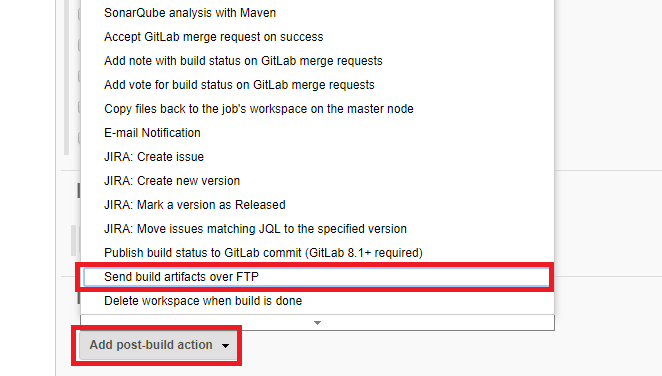 SonarQube analysis with Maven
Accept GitLab merge request on success
Add note with build status on GitLab merge requests
Add vote for build status on GitLab merge requests
Copy files back to the job's workspace on the master node
E-mail Notification
JIRA: Create issue
JIRA: Create new version
JIRA: Mark a version as Released
JIRA: Move issues matching JQL to the specified version
Publish build status to GitLab commit (GitLab 8.1+ required)
Send build artifacts over FTP
Delete workspace when build is done
Add post-build action